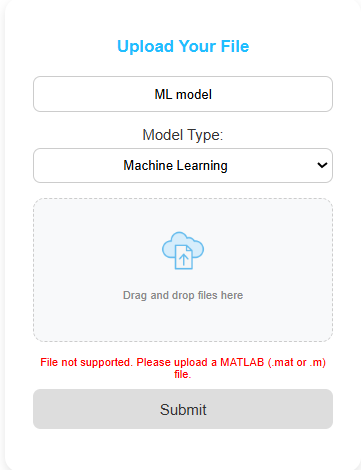 Upload Your File
ML model
Model Type:
Machine Learning
Drag and drop files here
File not supported. Please upload a MATLAB (.mat or .m)
file.
Submit